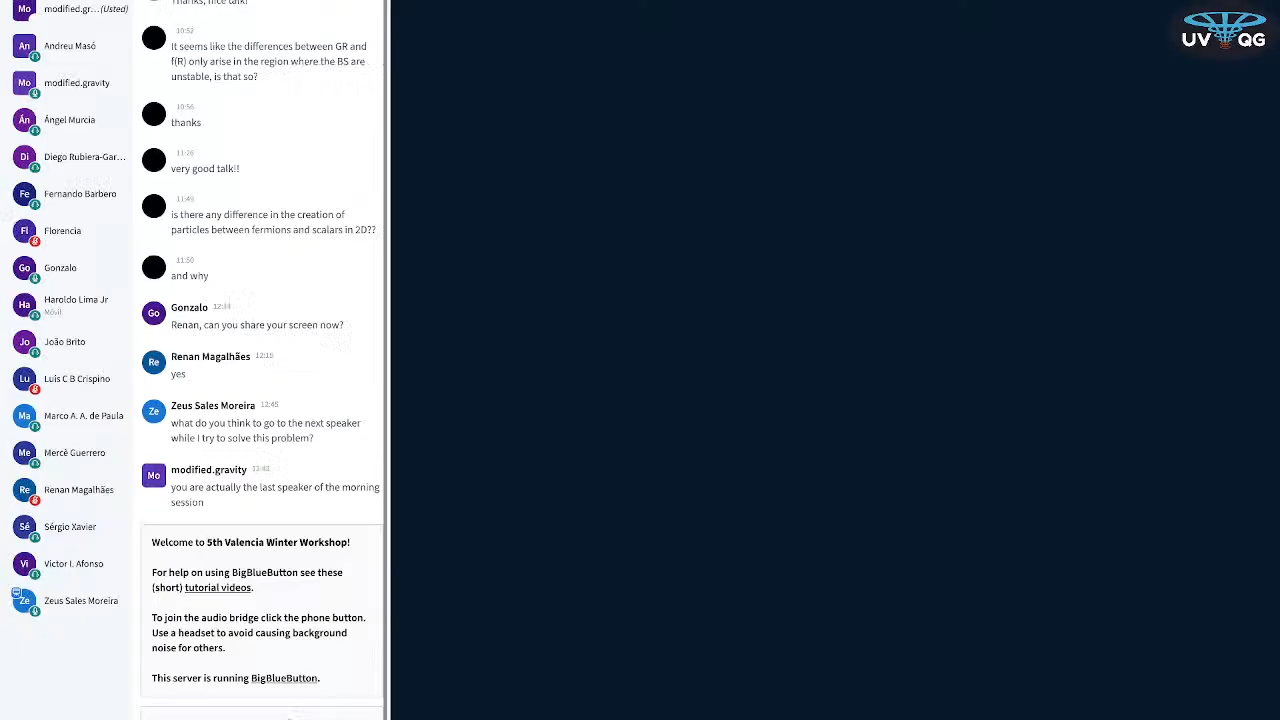 Mo modified.gr... (Usted)
Thanks, nice talk!
An Andreu Masó
Mo modified.gravity
Án Ángel Murcia
Di Diego Rubiera-Gar...
Fe Fernando Barbero
Fl Florencia
Go Gonzalo
Ha Haroldo Lima Jr
Móvil
Jo João Brito
Lu Luís C B Crispino
Ma Marco A. A. de Paula
Me Mercè Guerrero
Re Renan Magalhães
Sé Sérgio Xavier
Vi Victor I. Afonso
Ze Zeus Sales Moreira
10:52
It seems like the differences between GR and
f(R) only arise in the region where the BS are
unstable, is that so?
10:56
thanks
11:26
very good talk!!
11:49
is there any difference in the creation of
particles between fermions and scalars in 2D??
11:50
and why
Go Gonzalo
Renan, can you share your screen now?
Re Renan Magalhães 12:15
yes
Ze Zeus Sales Moreira 12:45
what do you think to go to the next speaker
while I try to solve this problem?
Mo modified.gravity
you are actually the last speaker of the morning
session
Welcome to 5th Valencia Winter Workshop!
For help on using BigBlueButton see these
(short) tutorial videos.
To join the audio bridge click the phone button.
Use a headset to avoid causing background
noise for others.
This server is running BigBlueButton.
UV QG